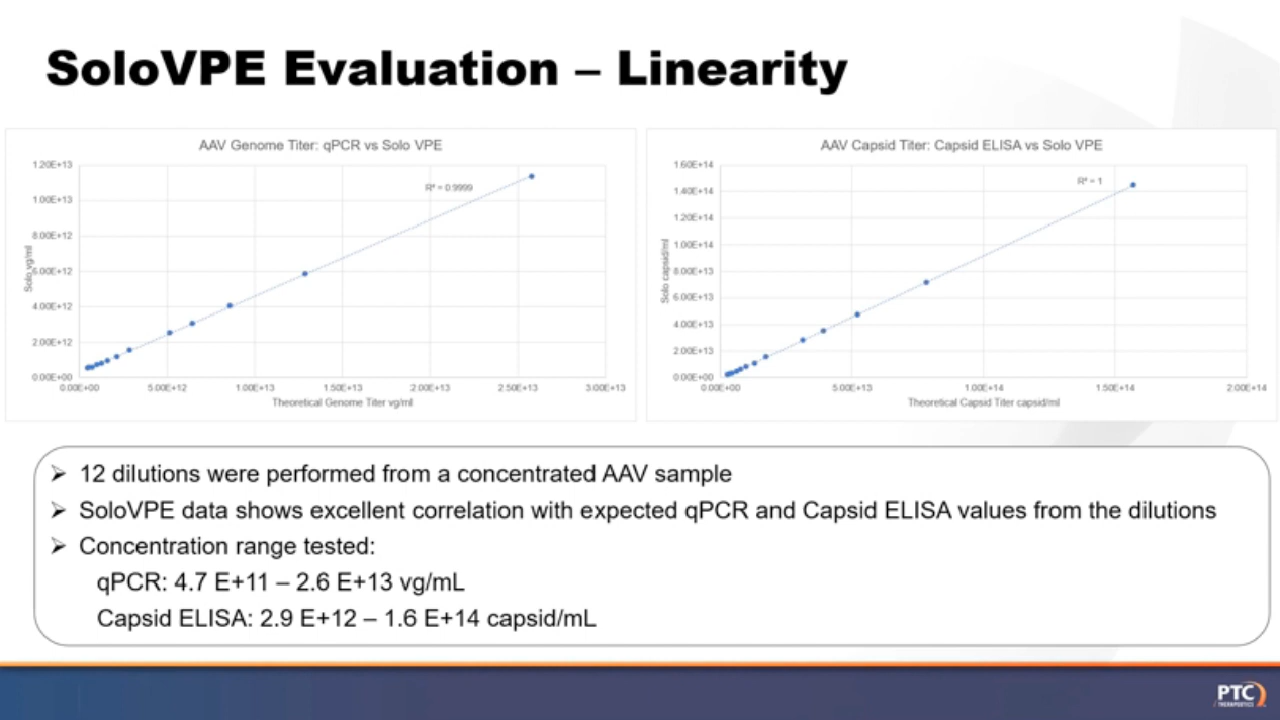 SoloVPE Evaluation – Linearity
AAV Genome Titer: qPCR vs Solo VPE
1.20E+13
1.00E+13
8.00E+12
6.00E+12
4.00E+12
2.00E+12
0.00E+00
Solo vg/ml
R² = 0.9999
0.00E+00 5.00E+12 1.00E+13 1.50E+13 2.00E+13 2.50E+13 3.00E+13
Theoretical Genome Titer vg/ml
AAV Capsid Titer: Capsid ELISA vs Solo VPE
1.60E+14
1.40E+14
1.20E+14
1.00E+14
8.00E+13
6.00E+13
4.00E+13
2.00E+13
0.00E+00
Solo capsid/ml
R² = 1
0.00E+00 5.00E+13 1.00E+14 1.50E+14 2.00E+14
Theoretical Capsid Titer capsid/ml
➢ 12 dilutions were performed from a concentrated AAV sample
➢ SoloVPE data shows excellent correlation with expected qPCR and Capsid ELISA values from the dilutions
➢ Concentration range tested:
qPCR: 4.7 E+11 – 2.6 E+13 vg/mL
Capsid ELISA: 2.9 E+12 – 1.6 E+14 capsid/mL
PTC
THERAPEUTICS